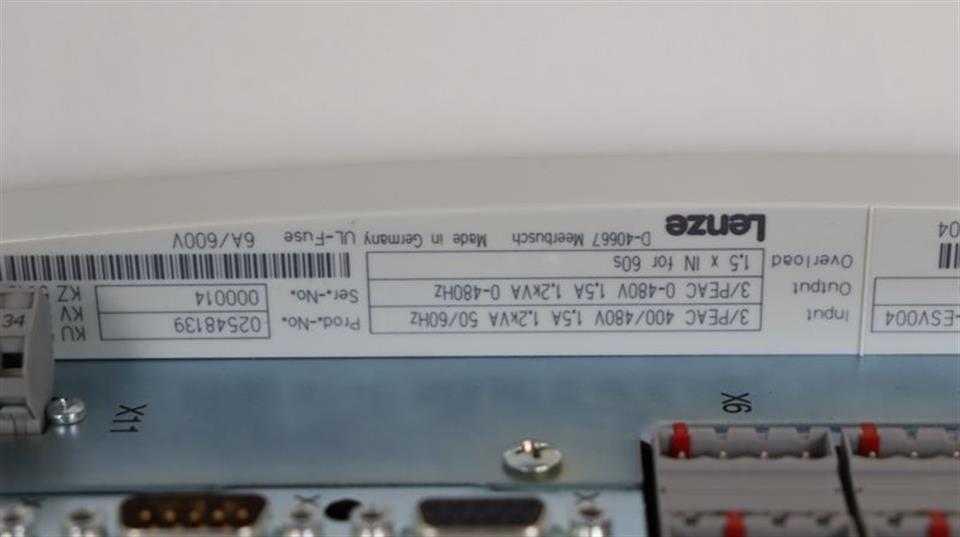 -ESV004
04
Input 3/PEAC 400/480V 1,5A 1,2kVA 50/60Hz
Output 3/PEAC 0-480V 1,5A 1,2kVA 0-480Hz
Overload 1,5 x IN for 60s
Lenze D-40667 Meerbusch Made in Germany
Prod.-No. 02548139
Ser.-No. 000014
UL-Fuse 6A/600V
KU
KV
KZ
34
X11
X6